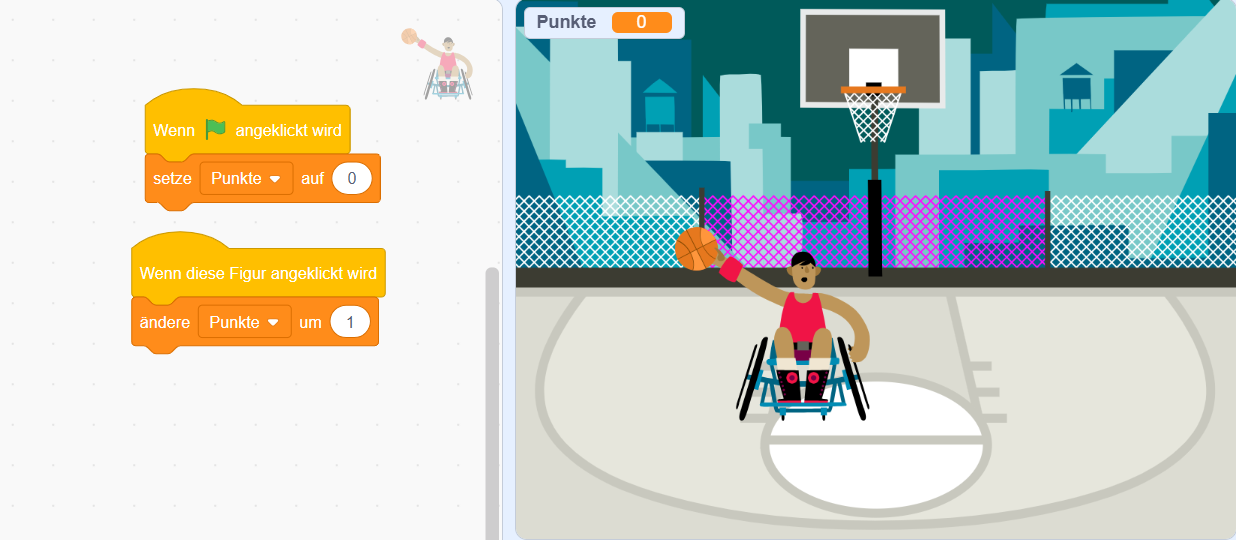 Wenn angeklickt wird
setze Punkte auf 0
Wenn diese Figur angeklickt wird
ändere Punkte um 1
Punkte 0